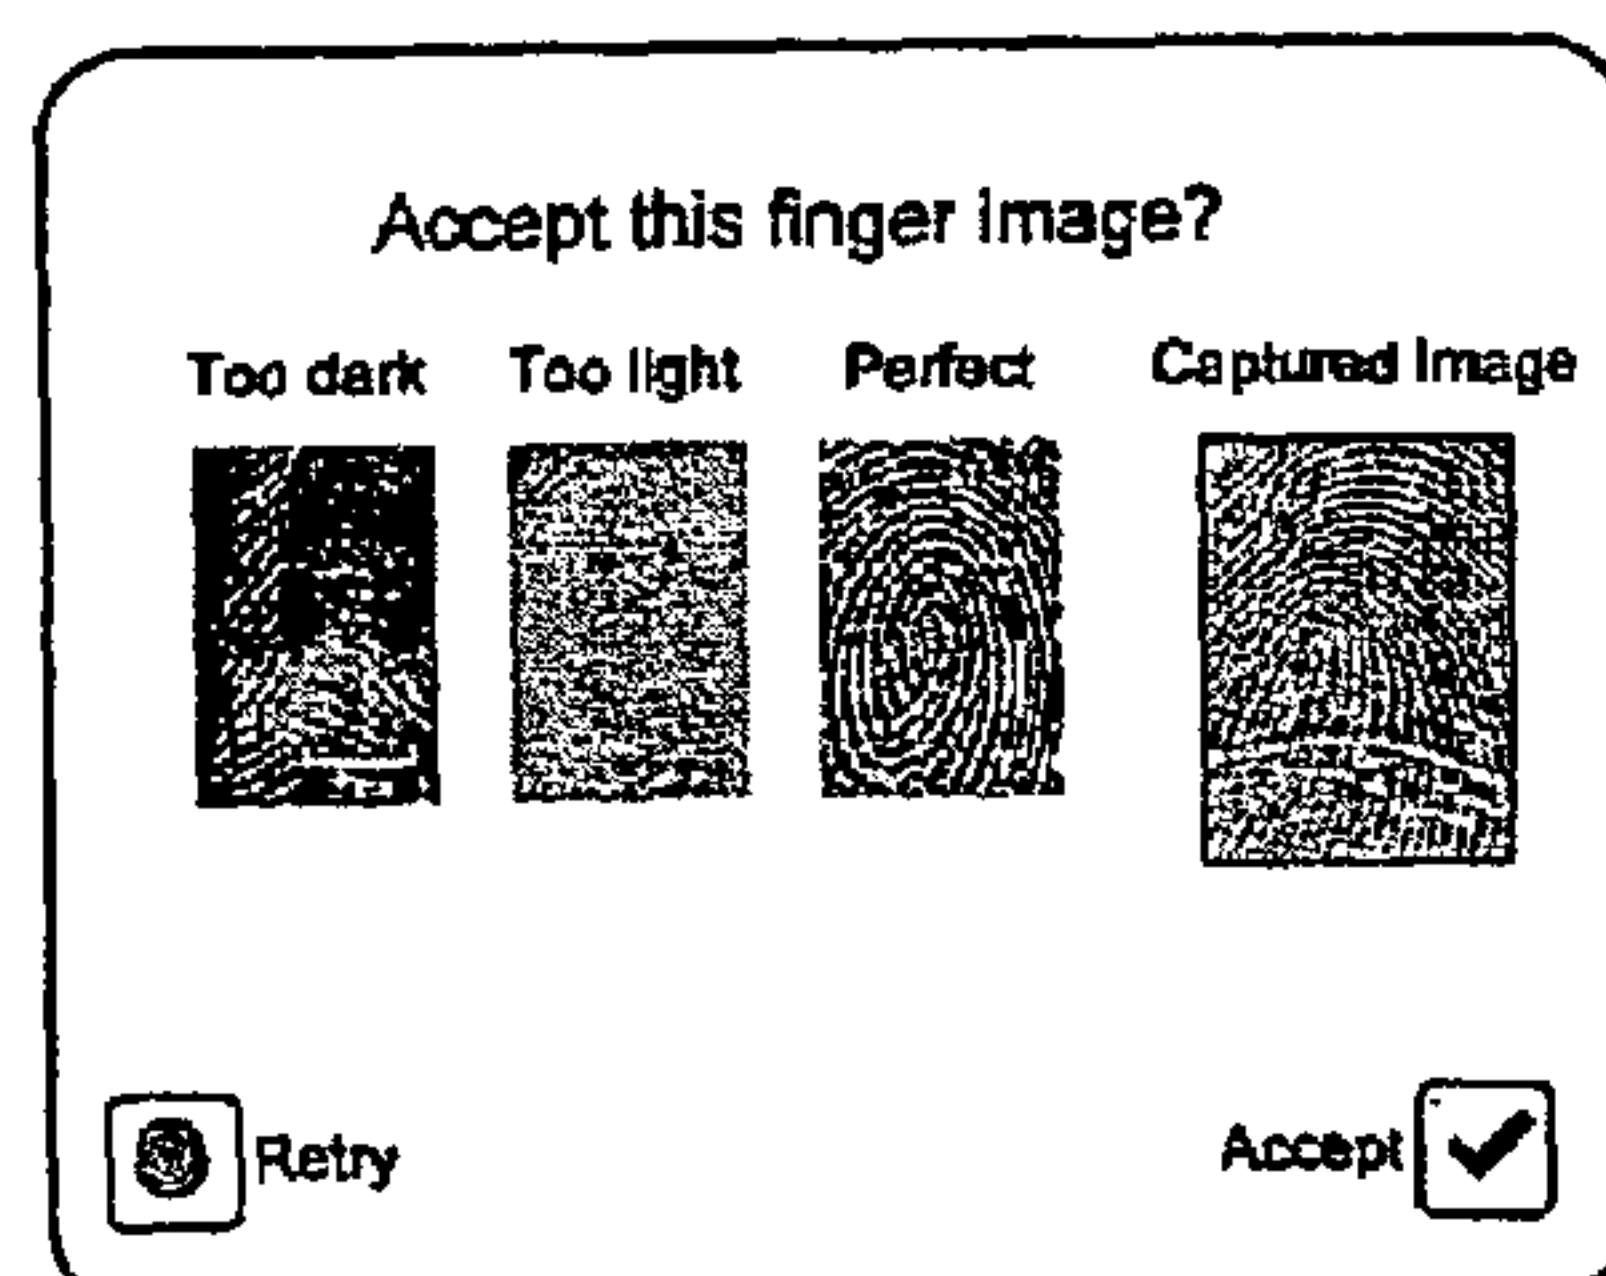 Accept this finger image?
Too dark Too light Perfect Captured Image
Retry Accept